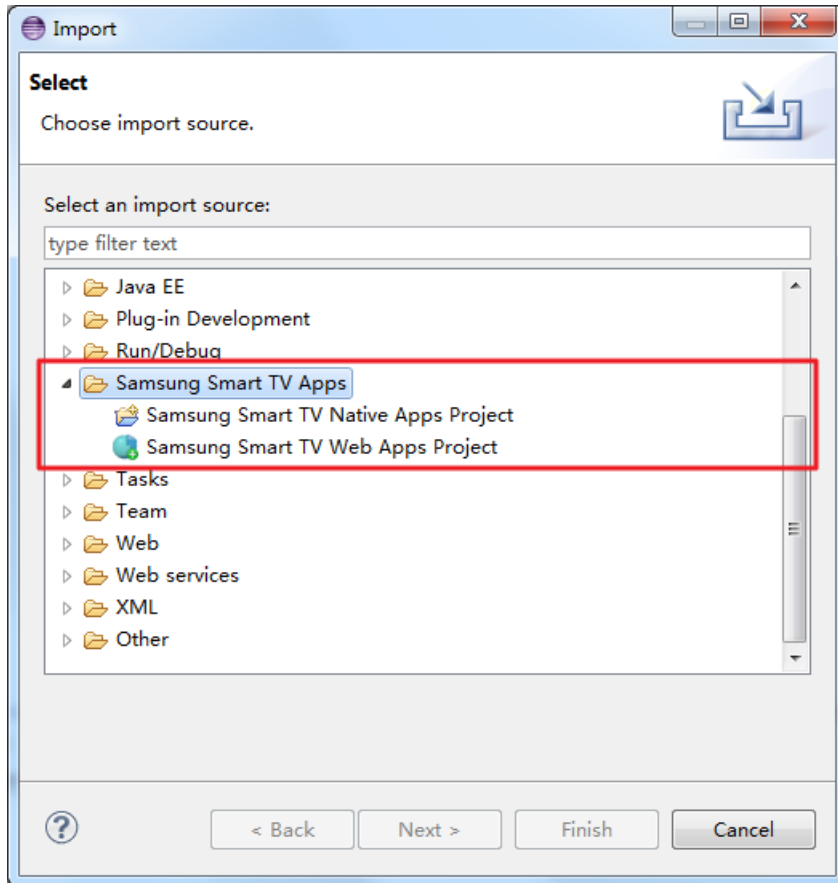 Import
Select
Choose import source.
Select an import source:
type filter text
Java EE
Plug-in Development
Run/Debug
Samsung Smart TV Apps
Samsung Smart TV Native Apps Project
Samsung Smart TV Web Apps Project
Tasks
Team
Web
Web services
XML
Other
< Back
Next >
Finish
Cancel